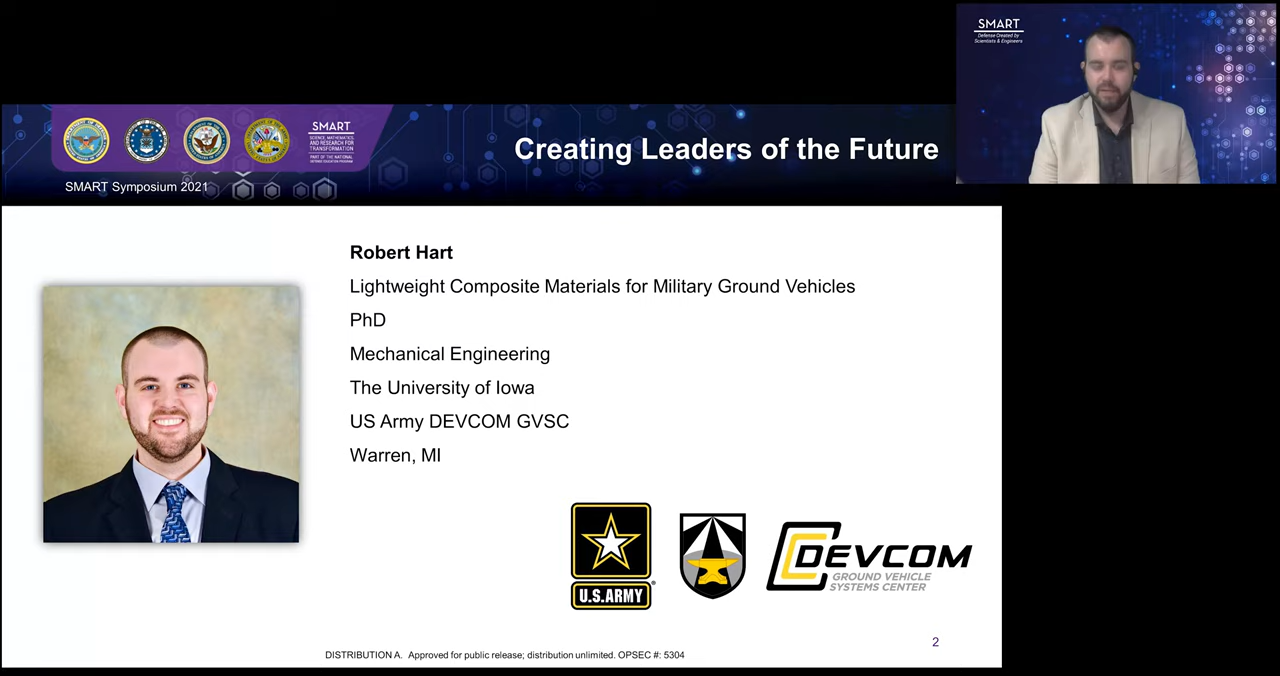 SMART
Defense Created by
Scientists & Engineers
SMART
SCIENCE, MATHEMATICS,
AND RESEARCH FOR
TRANSFORMATION
PART OF THE NATIONAL
DEFENSE EDUCATION PROGRAM
Creating Leaders of the Future
SMART Symposium 2021
Robert Hart
Lightweight Composite Materials for Military Ground Vehicles
PhD
Mechanical Engineering
The University of Iowa
US Army DEVCOM GVSC
Warren, MI
U.S.ARMY
®
DEVCOM
GROUND VEHICLE
SYSTEMS CENTER
2
DISTRIBUTION A. Approved for public release; distribution unlimited. OPSEC #: 5304